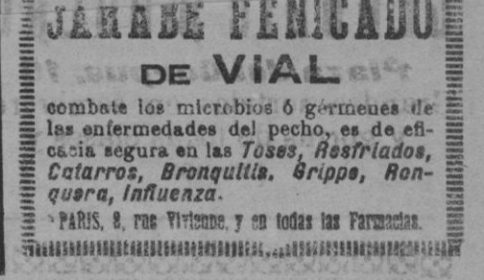 JARABE FENICADO
DE VIAL
combate los microbios ó gérmenes de
las enfermedades del pecho, es de efi-
cacia segura en las Toses, Resfriados,
Catarros, Bronquitis, Grippe, Ron-
quera, Influenza.
PARIS, 8, rue Vivienne, y en todas las Farmacias.